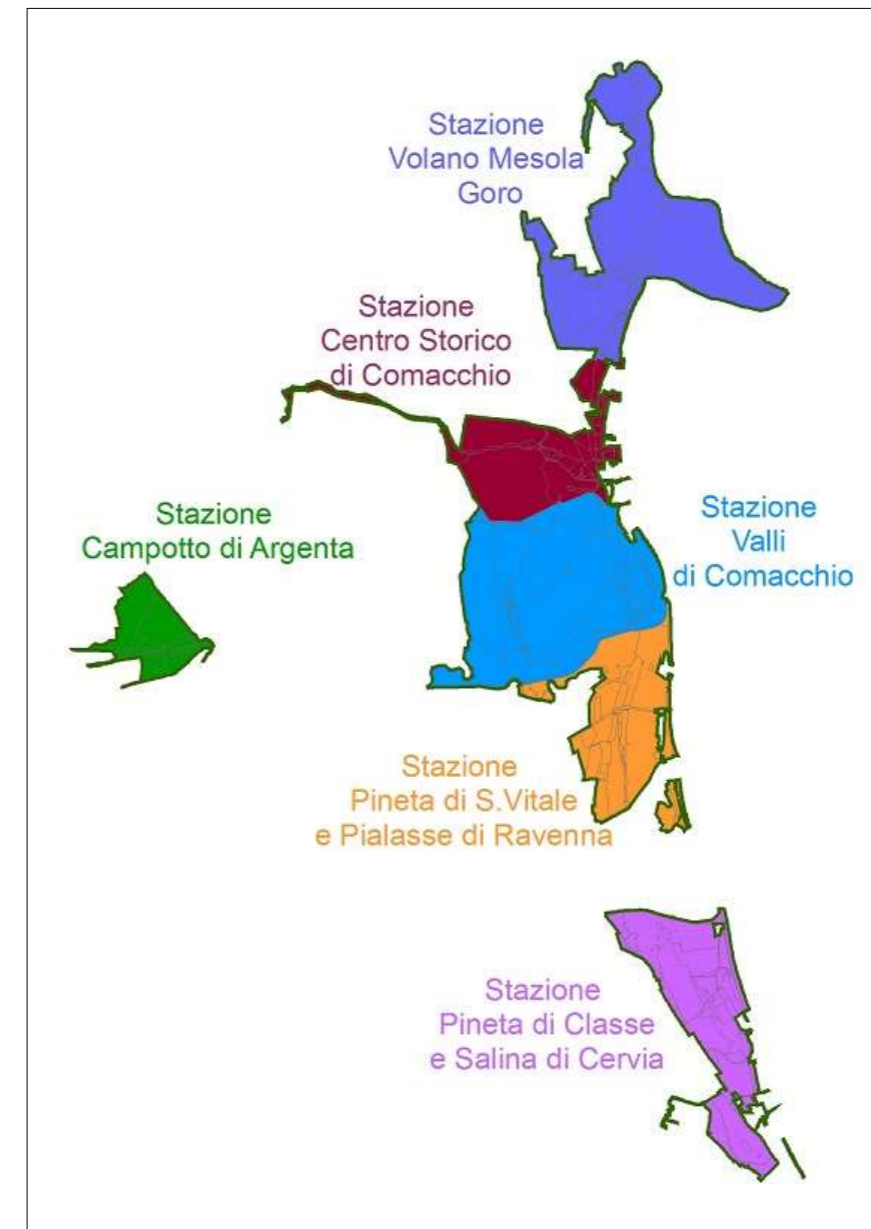 Stazione
Volano Mesola
Goro
Stazione
Centro Storico
di Comacchio
Stazione
Campotto di Argenta
Stazione
Valli
di Comacchio
Stazione
Pineta di S.Vitale
e Pialasse di Ravenna
Stazione
Pineta di Classe
e Salina di Cervia